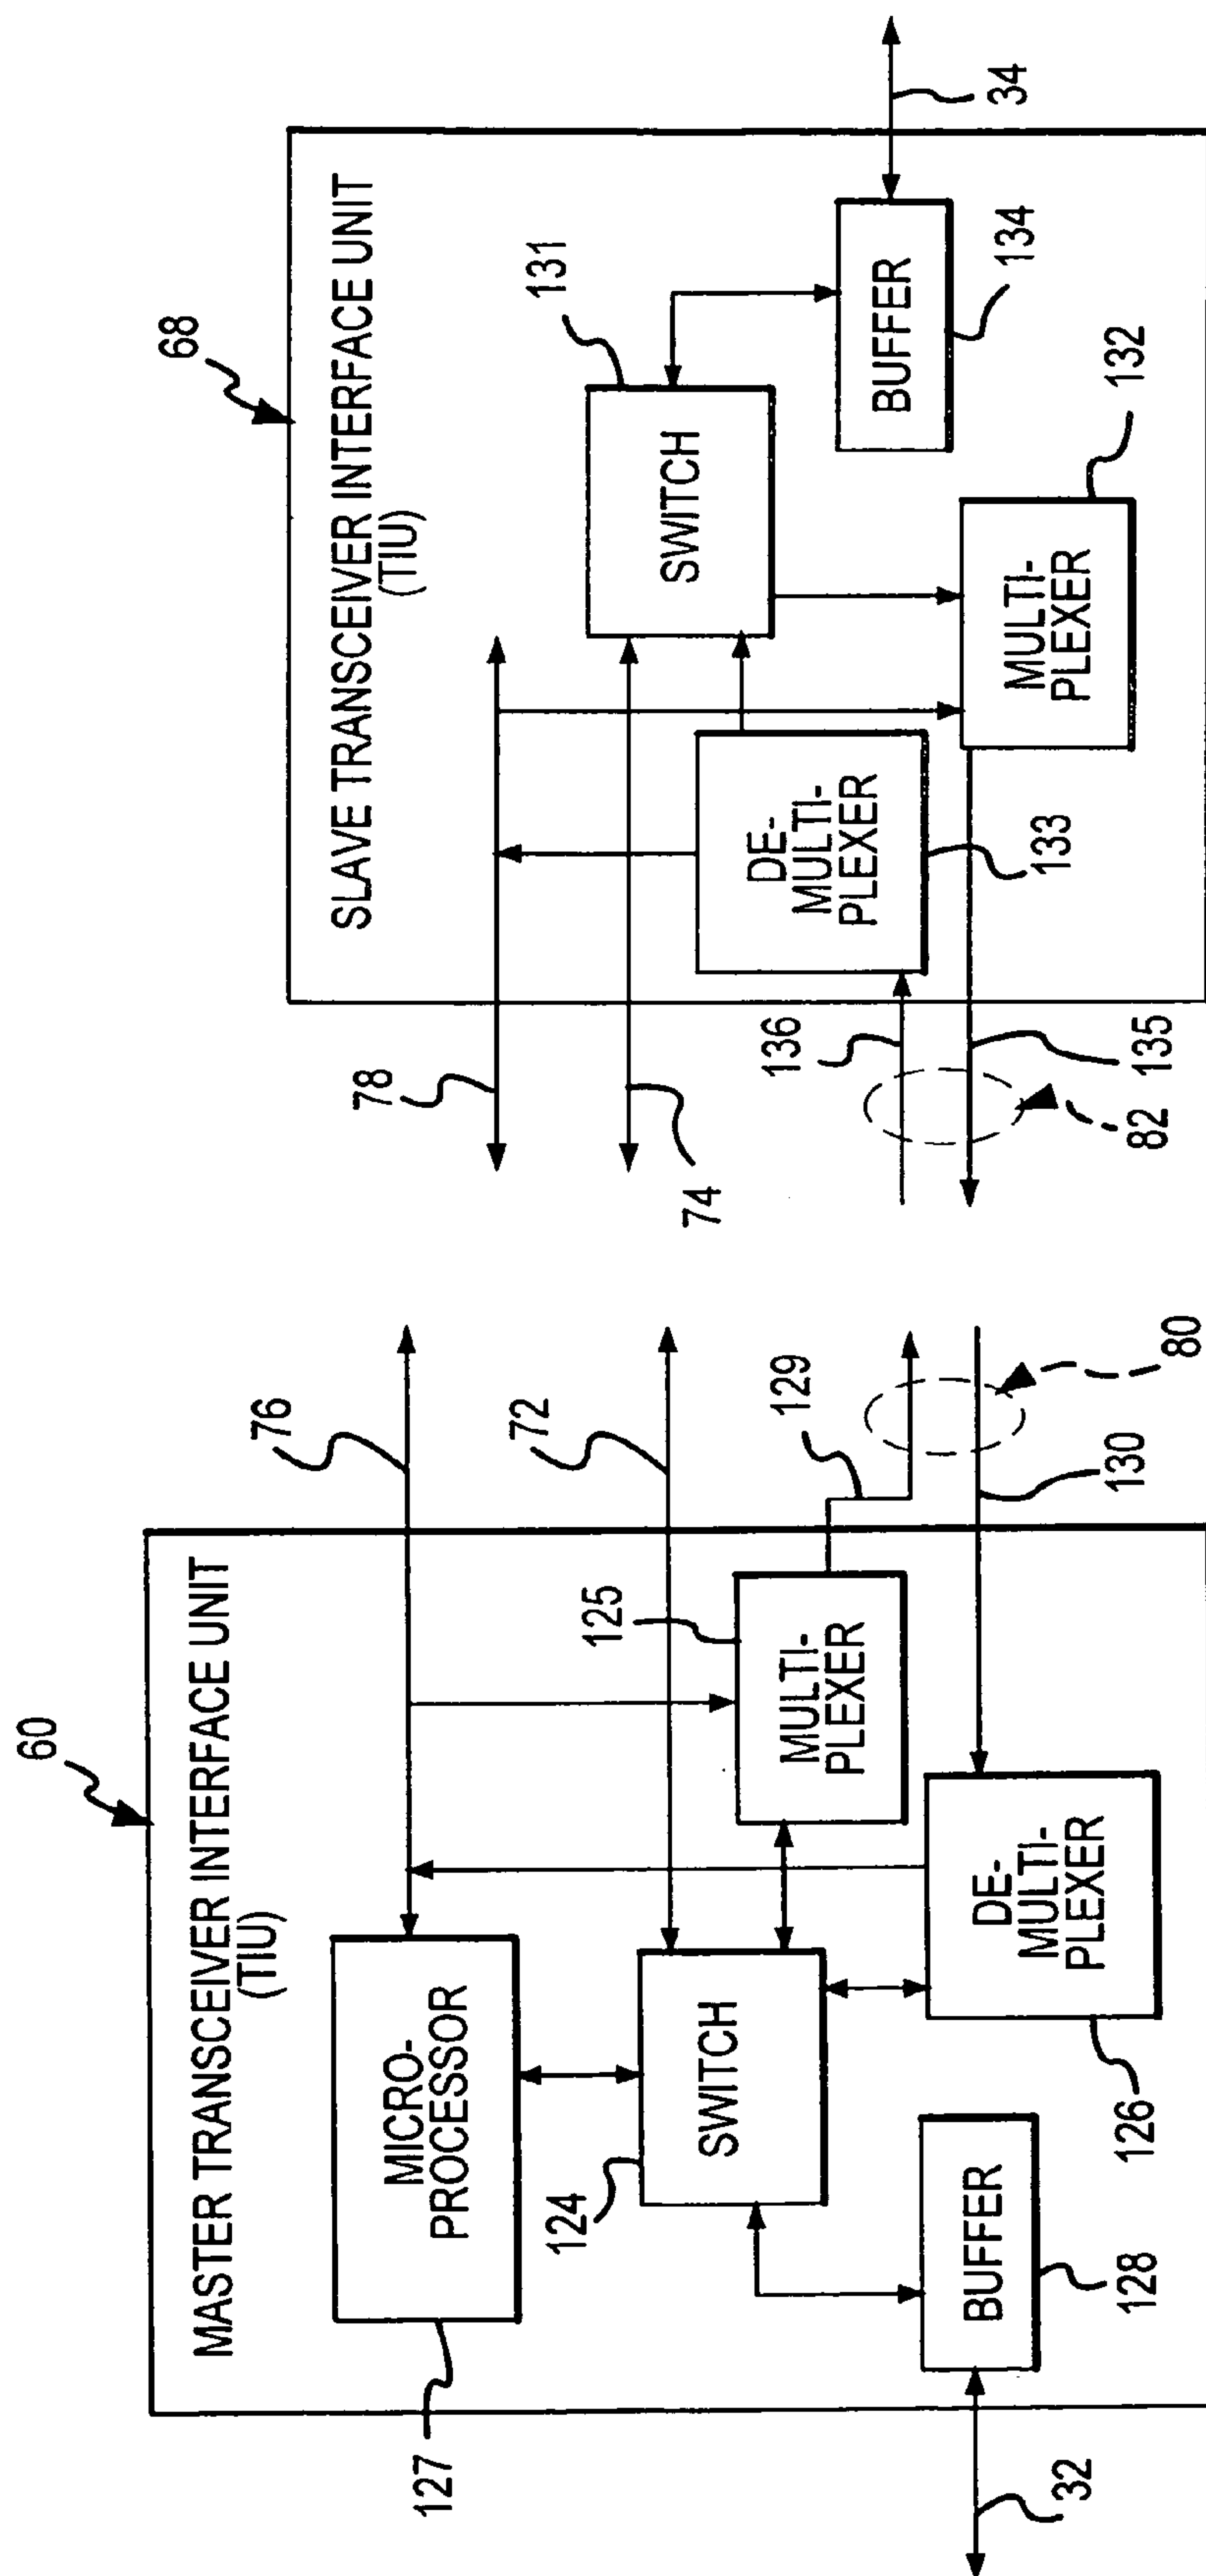 60
MASTER TRANSCEIVER INTERFACE UNIT
(TIU)
MICRO-
PROCESSOR
127
76
SWITCH
124
72
125
MULTI-
PLEXER
129
BUFFER
128
DE-
MULTI-
PLEXER
126
130
80
32
68
SLAVE TRANSCEIVER INTERFACE UNIT
(TIU)
78
74
SWITCH
131
DE-
MULTI-
PLEXER
133
136
BUFFER
134
34
MULTI-
PLEXER
132
135
82